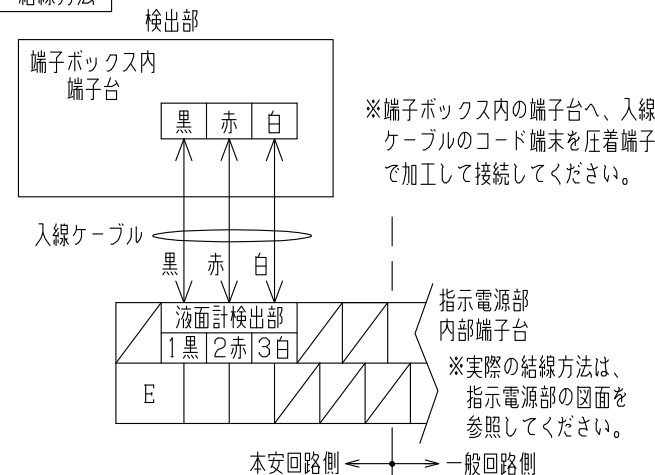 検出部
端子ボックス内
端子台
黒 赤 白
※端子ボックス内の端子台へ、入線
ケーブルのコード端末を圧着端子
で加工して接続してください。
入線ケーブル
黒 赤 白
液面計検出部
1黒 2赤 3白
E
指示電源部
内部端子台
※実際の結線方法は、
指示電源部の図面を
参照してください。
本安回路側 一般回路側